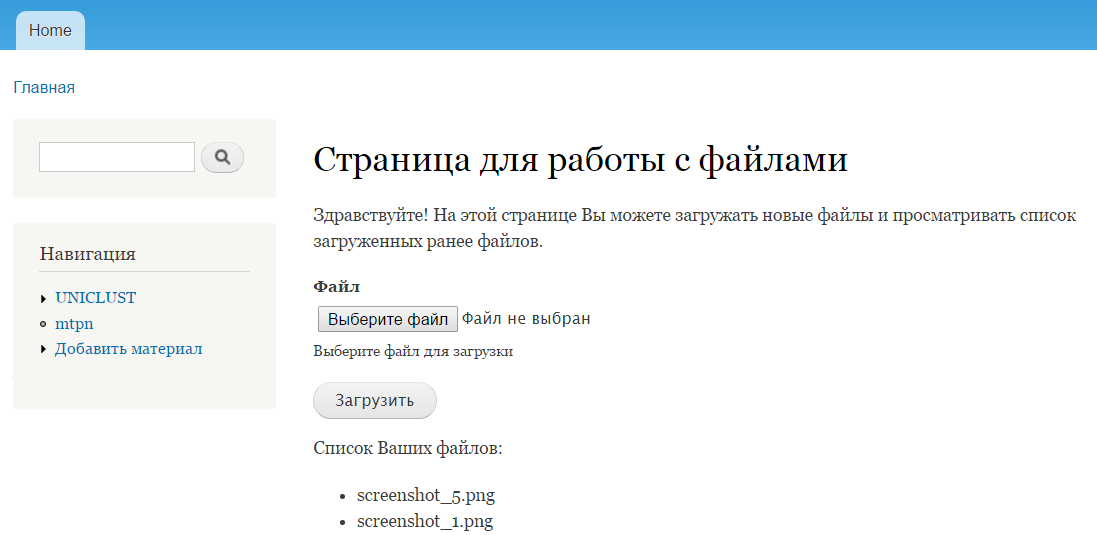 Home
Главная
Страница для работы с файлами
Здравствуйте! На этой странице Вы можете загружать новые файлы и просматривать список
загруженных ранее файлов.
Навигация
UNICLUST
mtpn
Добавить материал
Файл
Выберите файл Файл не выбран
Выберите файл для загрузки
Загрузить
Список Ваших файлов:
screenshot_5.png
screenshot_1.png